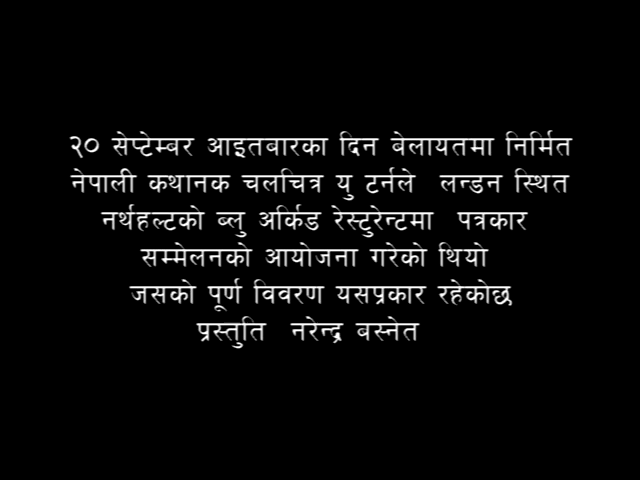 २० सेप्टेम्बर आइतबारका दिन बेलायतमा निर्मित
नेपाली कथानक चलचित्र यु टर्नले लन्डन स्थित
नर्थहल्टको ब्लु अर्किड रेस्टुरेन्टमा पत्रकार
सम्मेलनको आयोजना गरेको थियो
जसको पूर्ण विवरण यसप्रकार रहेकोछ
प्रस्तुति नरेन्द्र बस्नेत